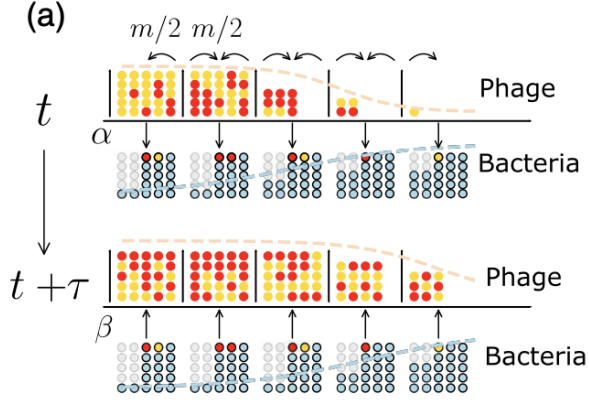 (a)
m/2 m/2
t
Phage
α
Bacteria
t +τ
Phage
β
Bacteria